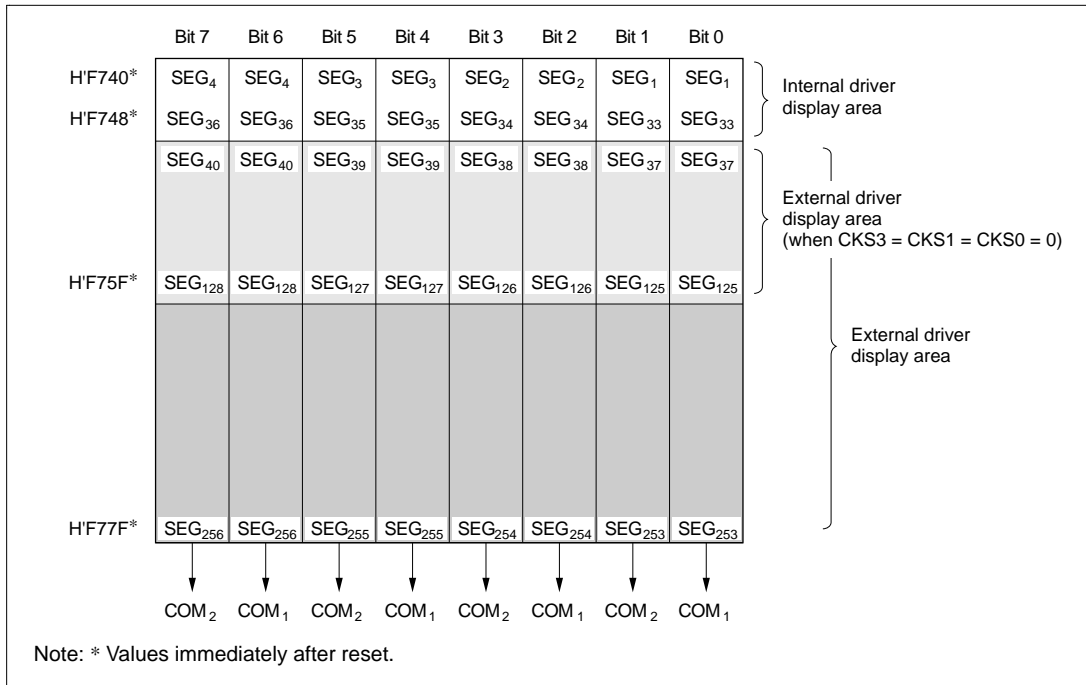 Bit 7 Bit 6 Bit 5 Bit 4 Bit 3 Bit 2 Bit 1 Bit 0
H'F740* SEG4 SEG4 SEG3 SEG3 SEG2 SEG2 SEG1 SEG1
Internal driver
display area
H'F748* SEG36 SEG36 SEG35 SEG35 SEG34 SEG34 SEG33 SEG33
SEG40 SEG40 SEG39 SEG39 SEG38 SEG38 SEG37 SEG37
External driver
display area
(when CKS3 = CKS1 = CKS0 = 0)
H'F75F* SEG128 SEG128 SEG127 SEG127 SEG126 SEG126 SEG125 SEG125
External driver
display area
H'F77F* SEG256 SEG256 SEG255 SEG255 SEG254 SEG254 SEG253 SEG253
COM2 COM1 COM2 COM1 COM2 COM1 COM2 COM1
Note: * Values immediately after reset.